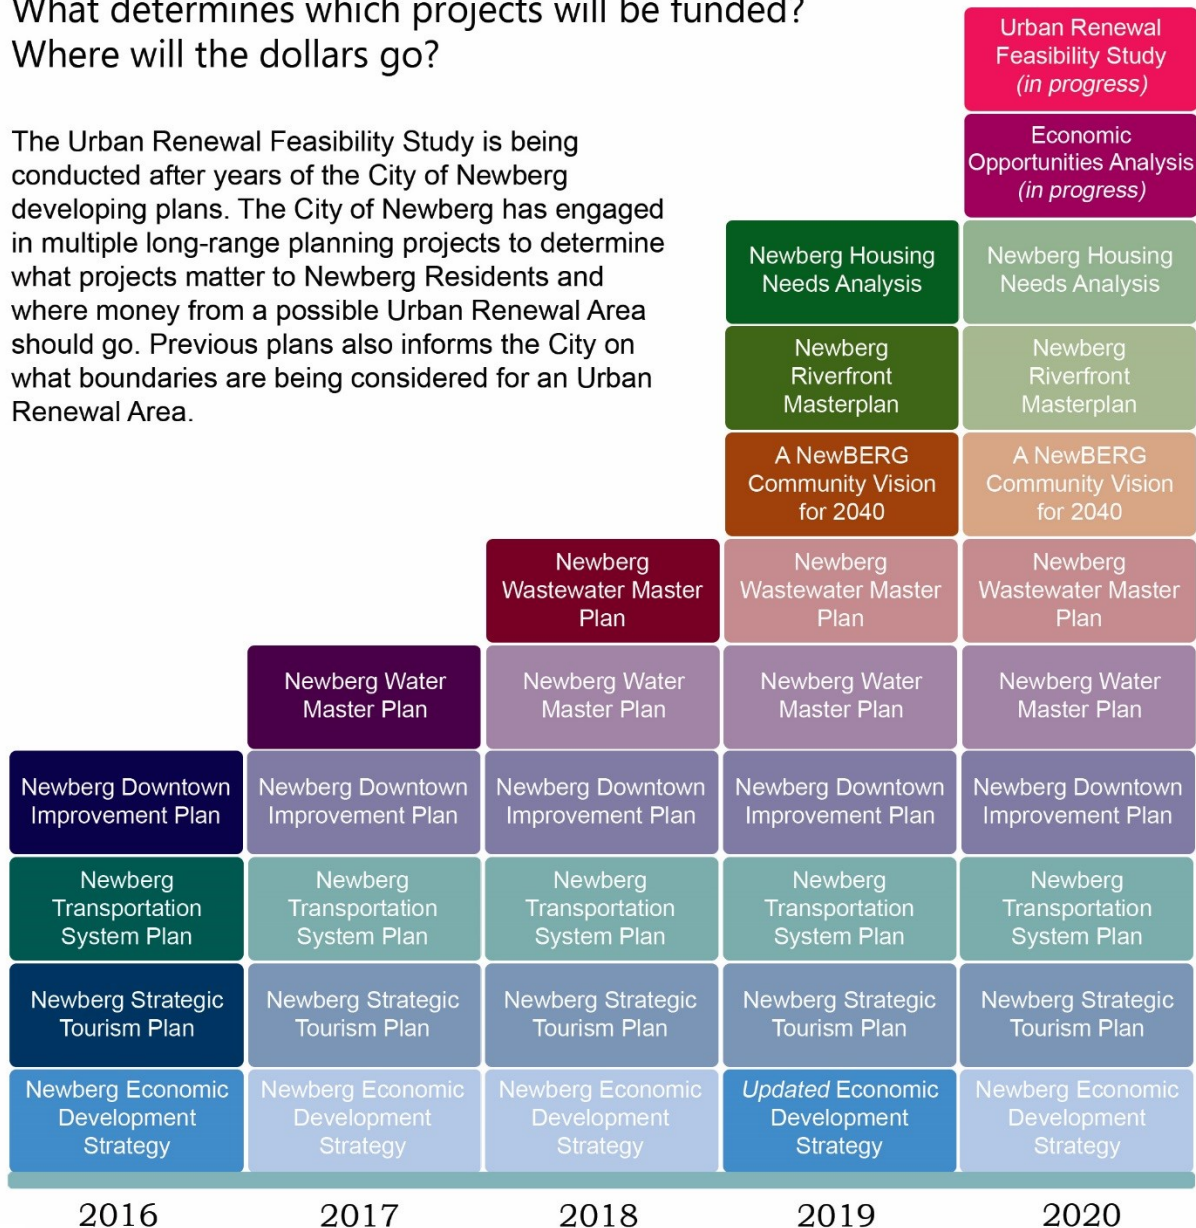 What determines which projects will be funded?
Where will the dollars go?
The Urban Renewal Feasibility Study is being
conducted after years of the City of Newberg
developing plans. The City of Newberg has engaged
in multiple long-range planning projects to determine
what projects matter to Newberg Residents and
where money from a possible Urban Renewal Area
should go. Previous plans also informs the City on
what boundaries are being considered for an Urban
Renewal Area.
Urban Renewal
Feasibility Study
(in progress)
Economic
Opportunities Analysis
(in progress)
Newberg Housing
Needs Analysis
Newberg Housing
Needs Analysis
Newberg
Riverfront
Masterplan
Newberg
Riverfront
Masterplan
A NewBERG
Community Vision
for 2040
A NewBERG
Community Vision
for 2040
Newberg
Wastewater Master
Plan
Newberg
Wastewater Master
Plan
Newberg
Wastewater Master
Plan
Newberg Water
Master Plan
Newberg Water
Master Plan
Newberg Water
Master Plan
Newberg Water
Master Plan
Newberg Downtown
Improvement Plan
Newberg Downtown
Improvement Plan
Newberg Downtown
Improvement Plan
Newberg Downtown
Improvement Plan
Newberg Downtown
Improvement Plan
Newberg
Transportation
System Plan
Newberg
Transportation
System Plan
Newberg
Transportation
System Plan
Newberg
Transportation
System Plan
Newberg
Transportation
System Plan
Newberg Strategic
Tourism Plan
Newberg Strategic
Tourism Plan
Newberg Strategic
Tourism Plan
Newberg Strategic
Tourism Plan
Newberg Strategic
Tourism Plan
Newberg Economic
Development
Strategy
Newberg Economic
Development
Strategy
Newberg Economic
Development
Strategy
Updated Economic
Development
Strategy
Newberg Economic
Development
Strategy
2016
2017
2018
2019
2020